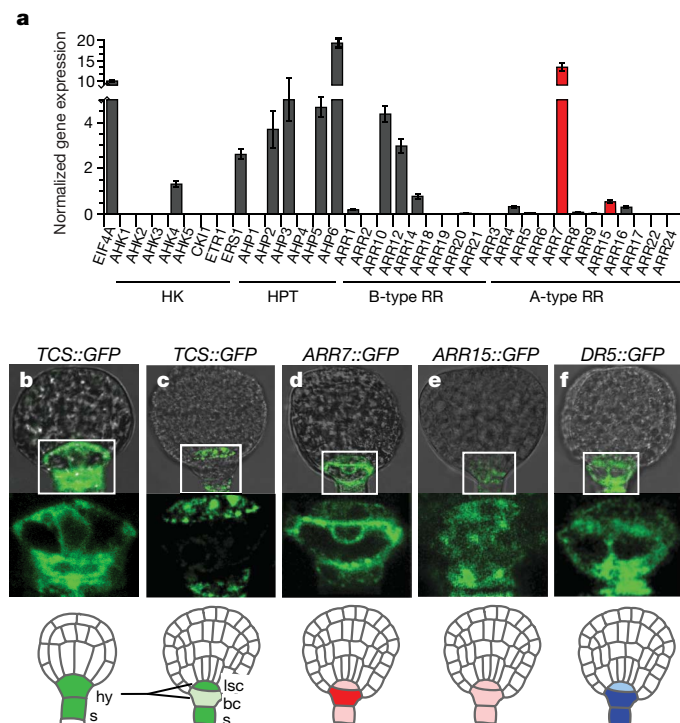 a
Normalized gene expression
20
15
10
4
2
0
EIF4A
AHK1
AHK2
AHK3
AHK4
AHK5
CKI1
ETR1
ERS1
AHP1
AHP2
AHP3
AHP4
AHP5
AHP6
ARR1
ARR2
ARR10
ARR12
ARR14
ARR18
ARR19
ARR20
ARR21
ARR3
ARR4
ARR5
ARR6
ARR7
ARR8
ARR9
ARR15
ARR16
ARR17
ARR22
ARR24
HK
HPT
B-type RR
A-type RR
TCS::GFP
TCS::GFP
ARR7::GFP
ARR15::GFP
DR5::GFP
b
c
d
e
f
hy
s
lsc
bc
s